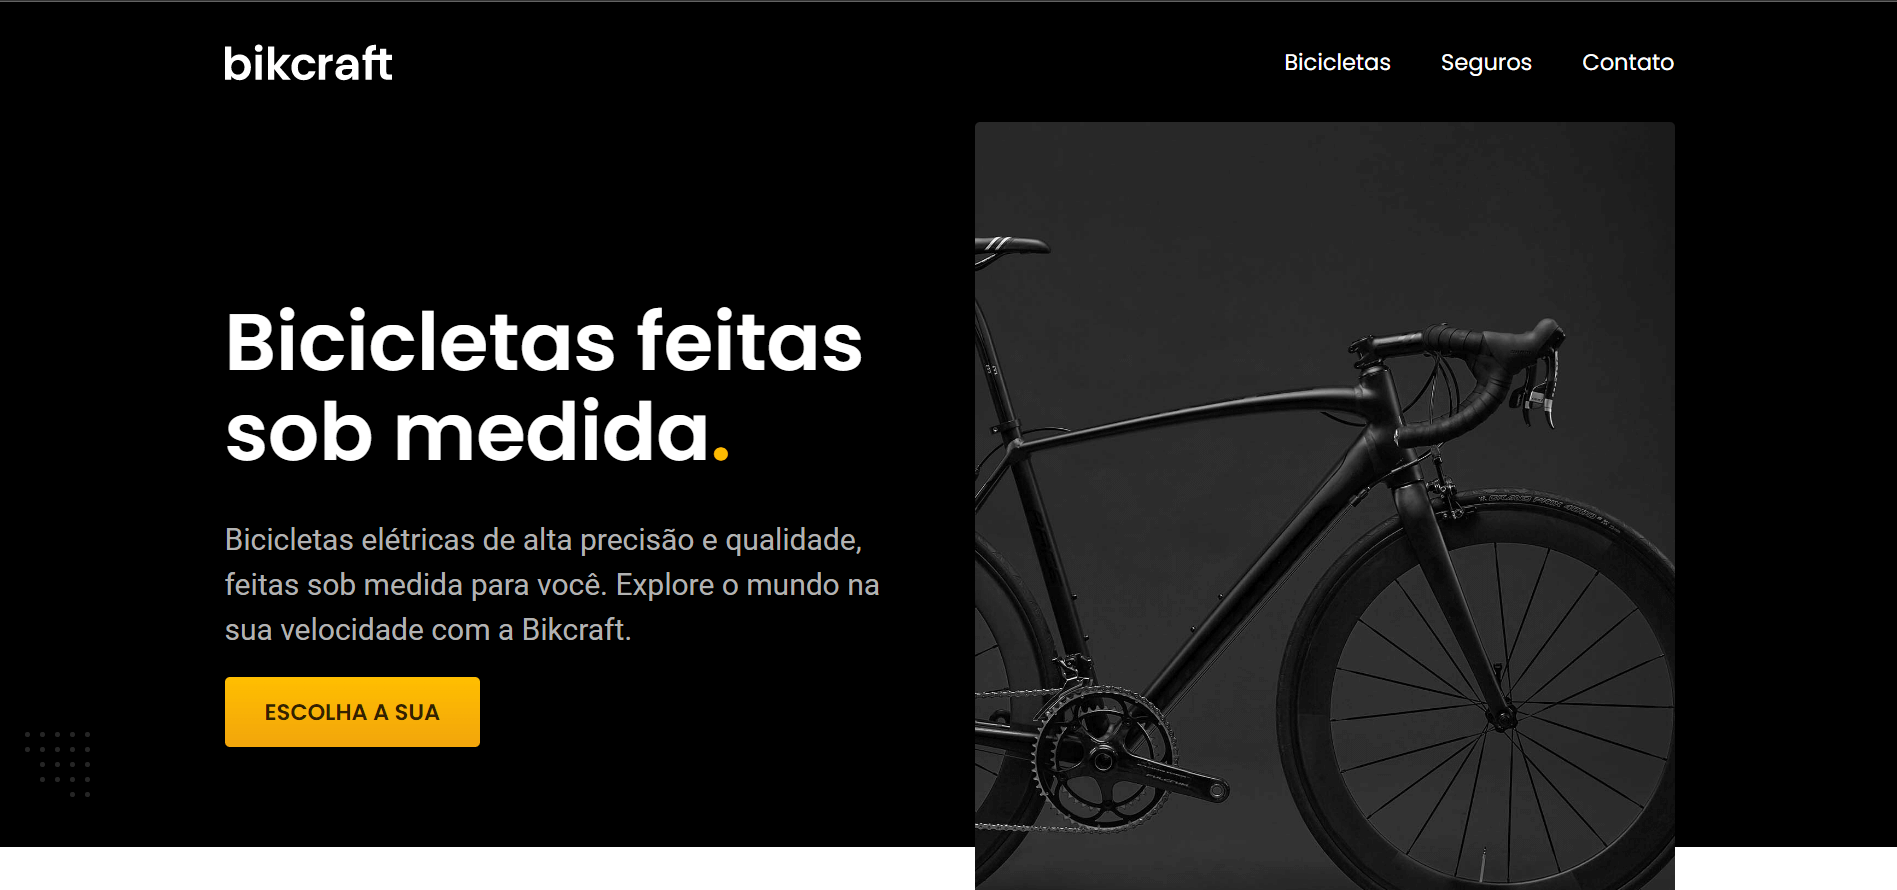 bikcraft
Bicicletas Seguros Contato
Bicicletas feitas
sob medida.
Bicicletas elétricas de alta precisão e qualidade,
feitas sob medida para você. Explore o mundo na
sua velocidade com a Bikcraft.
ESCOLHA A SUA